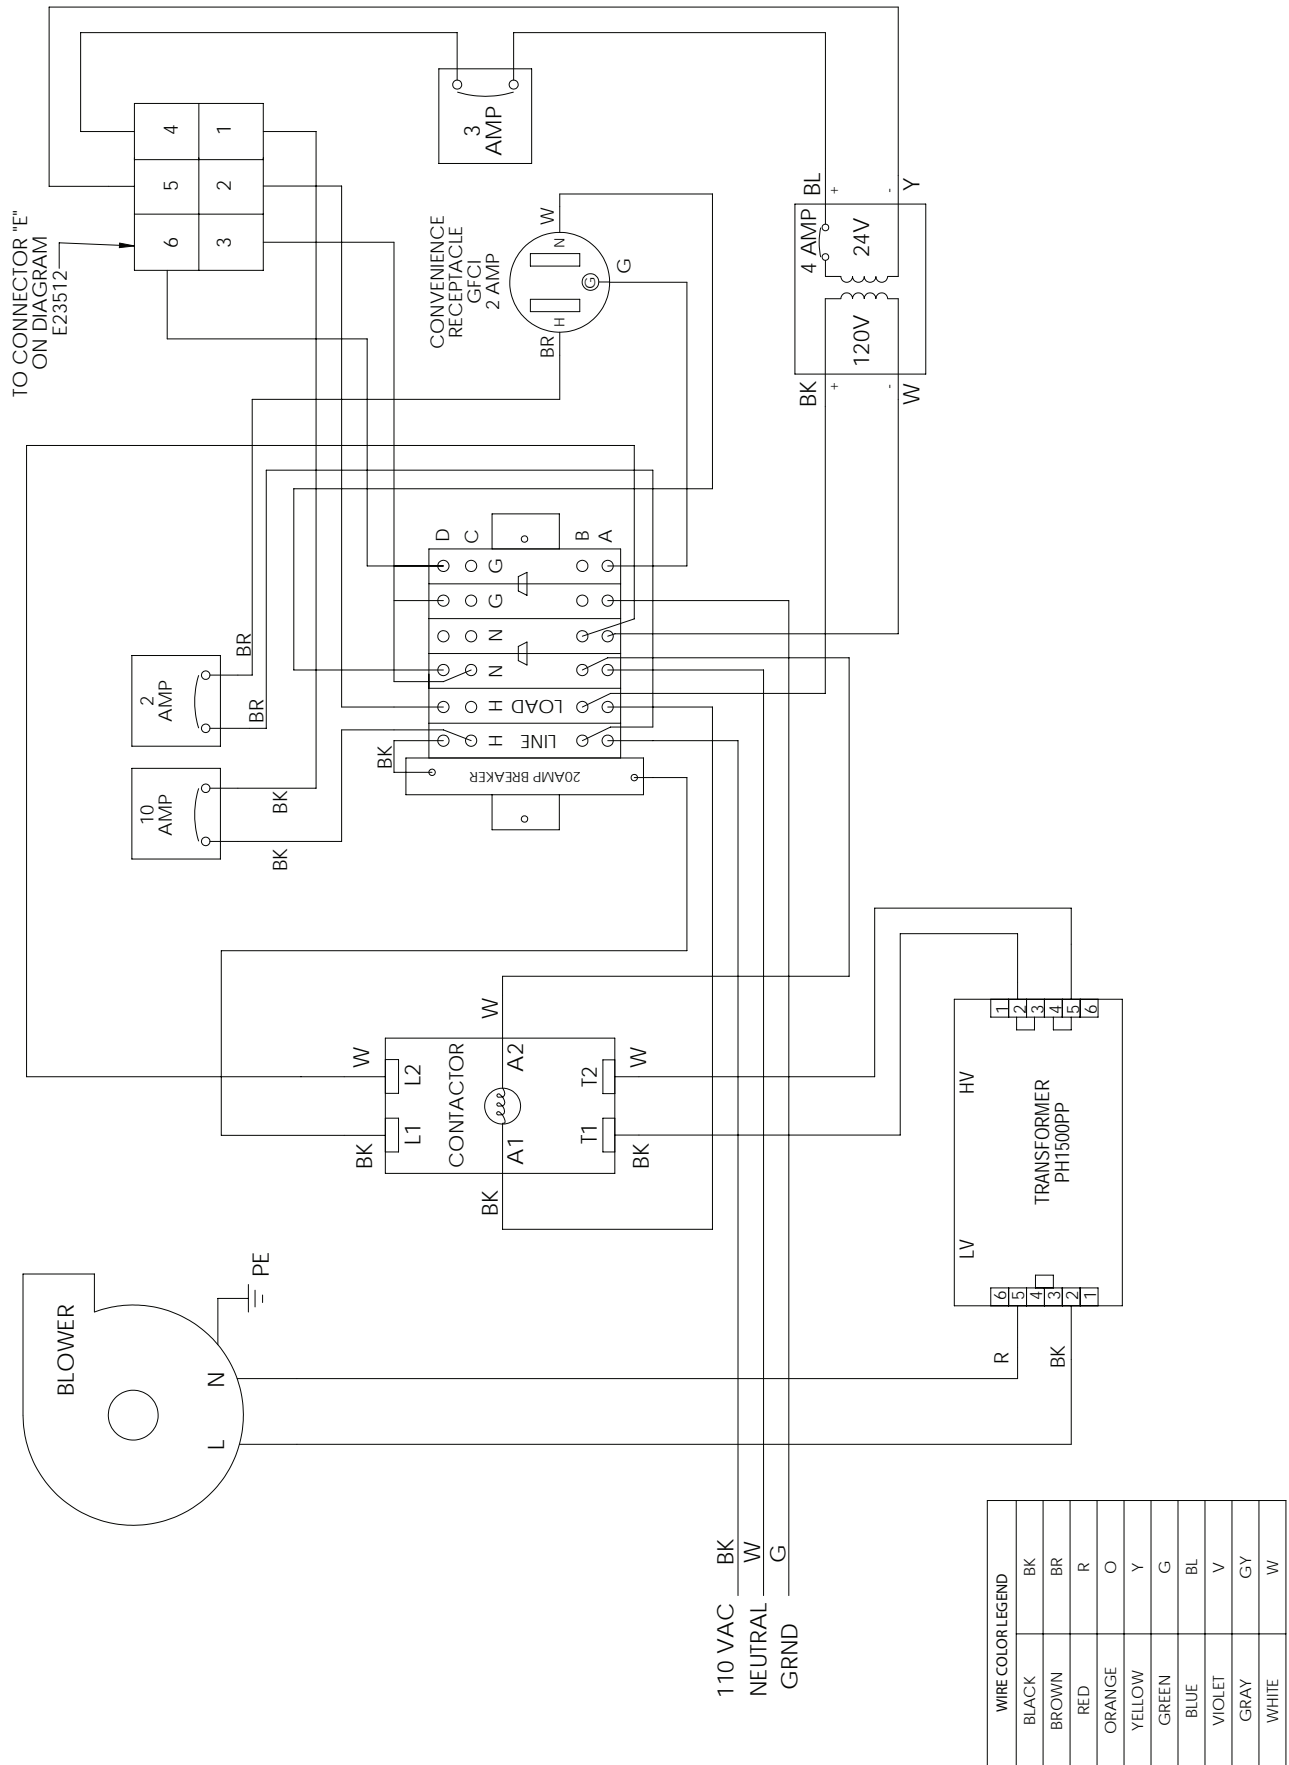 TO CONNECTOR "E"
ON DIAGRAM
E23512
4
1
5
2
6
3
3
AMP
CONVENIENCE
RECEPTACLE
GFCI
2 AMP
W
N
G
G
H
BR
BL
+
4 AMP
24V
-
Y
120V
BK
+
-
W
2
AMP
BR
BR
10
AMP
BK
BK
D
C
B
A
G
G
N
N
H
LOAD
H
LINE
BK
20AMP BREAKER
W
L2
BK
L1
CONTACTOR
W
A2
A1
BK
T2
W
T1
BK
HV
1
2
3
4
5
6
TRANSFORMER
PH1500PP
LV
6
5
4
3
2
1
R
BK
BLOWER
PE
N
L
110 VAC BK
NEUTRAL W
GRND G
WIRE COLOR LEGEND
BLACK BK
BROWN BR
RED R
ORANGE O
YELLOW Y
GREEN G
BLUE BL
VIOLET V
GRAY GY
WHITE W